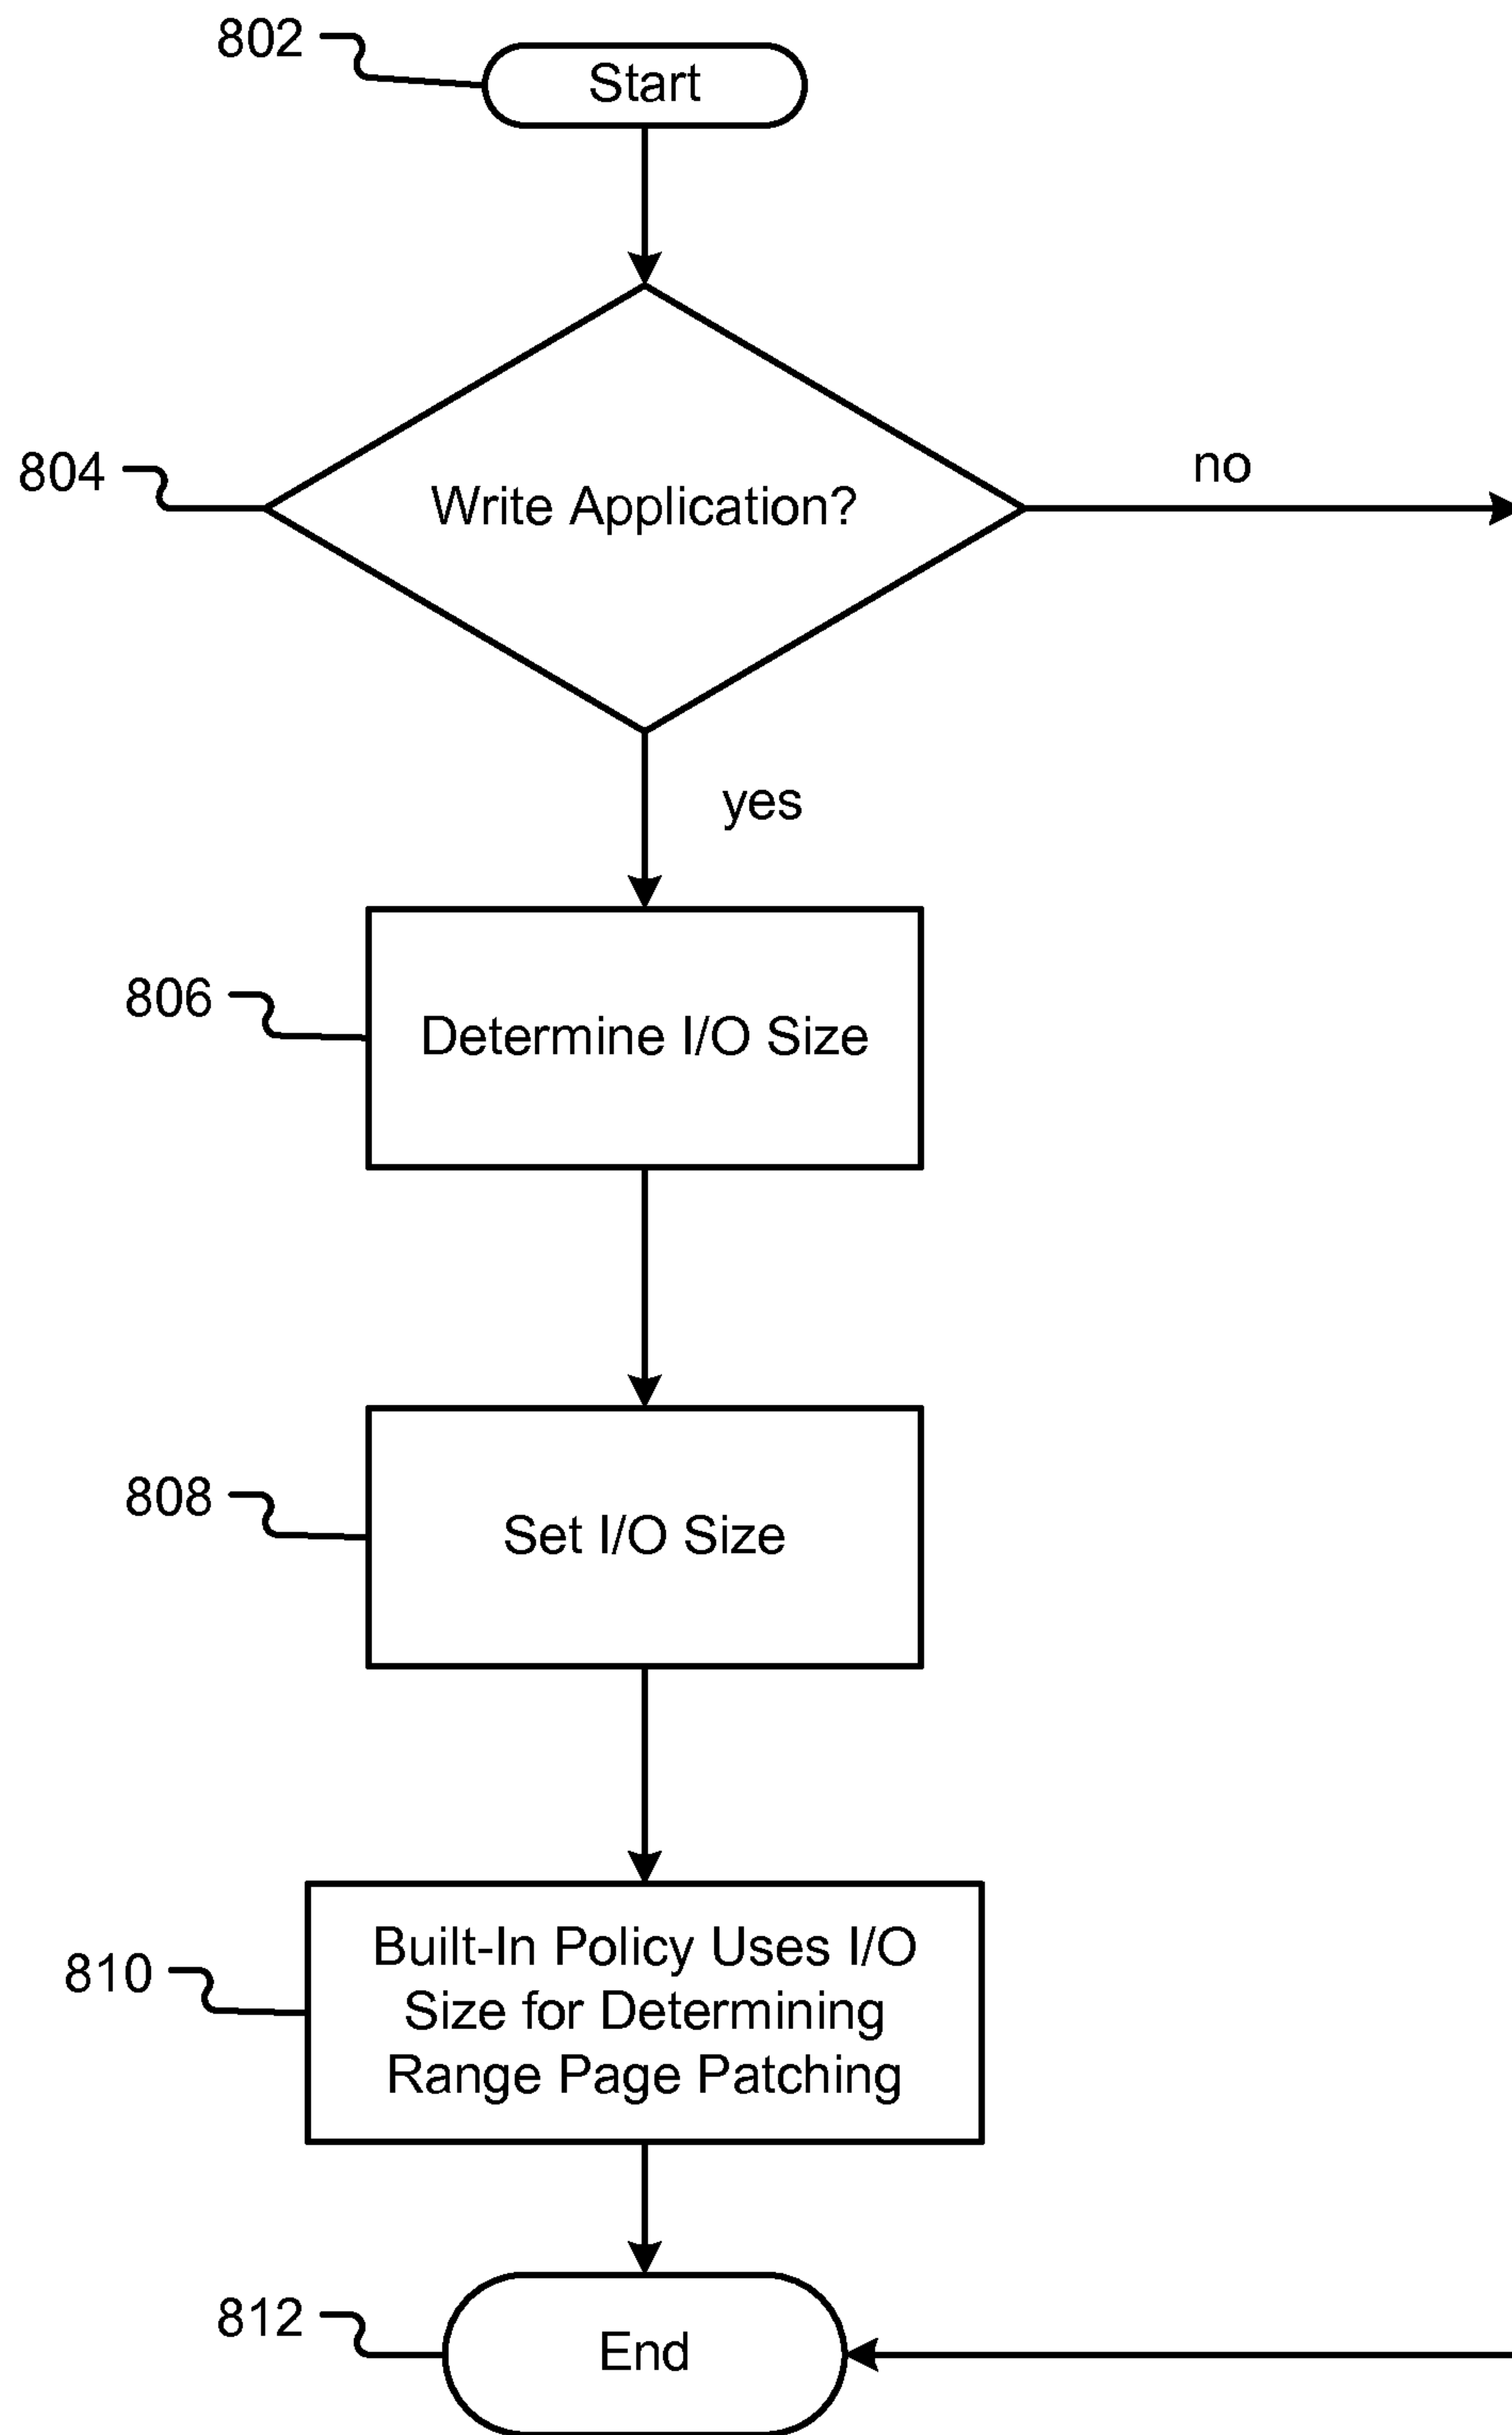 802
Start
804
Write Application?
no
yes
806
Determine I/O Size
808
Set I/O Size
810
Built-In Policy Uses I/O
Size for Determining
Range Page Patching
812
End